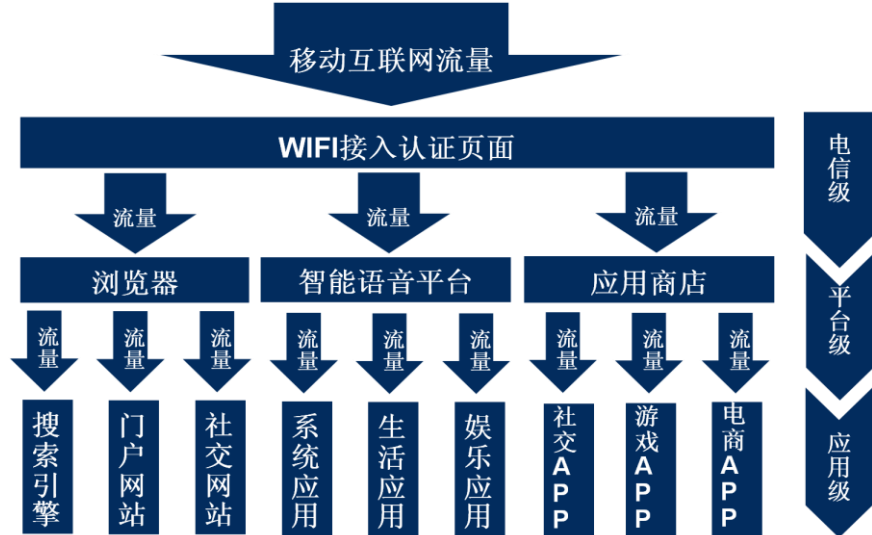 移动互联网流量
WIFI接入认证页面
流量
流量
流量
浏览器
智能语音平台
应用商店
流量
流量
流量
流量
流量
流量
流量
流量
流量
搜索引擎
门户网站
社交网站
系统应用
生活应用
娱乐应用
社交APP
游戏APP
电商APP
电信级
平台级
应用级